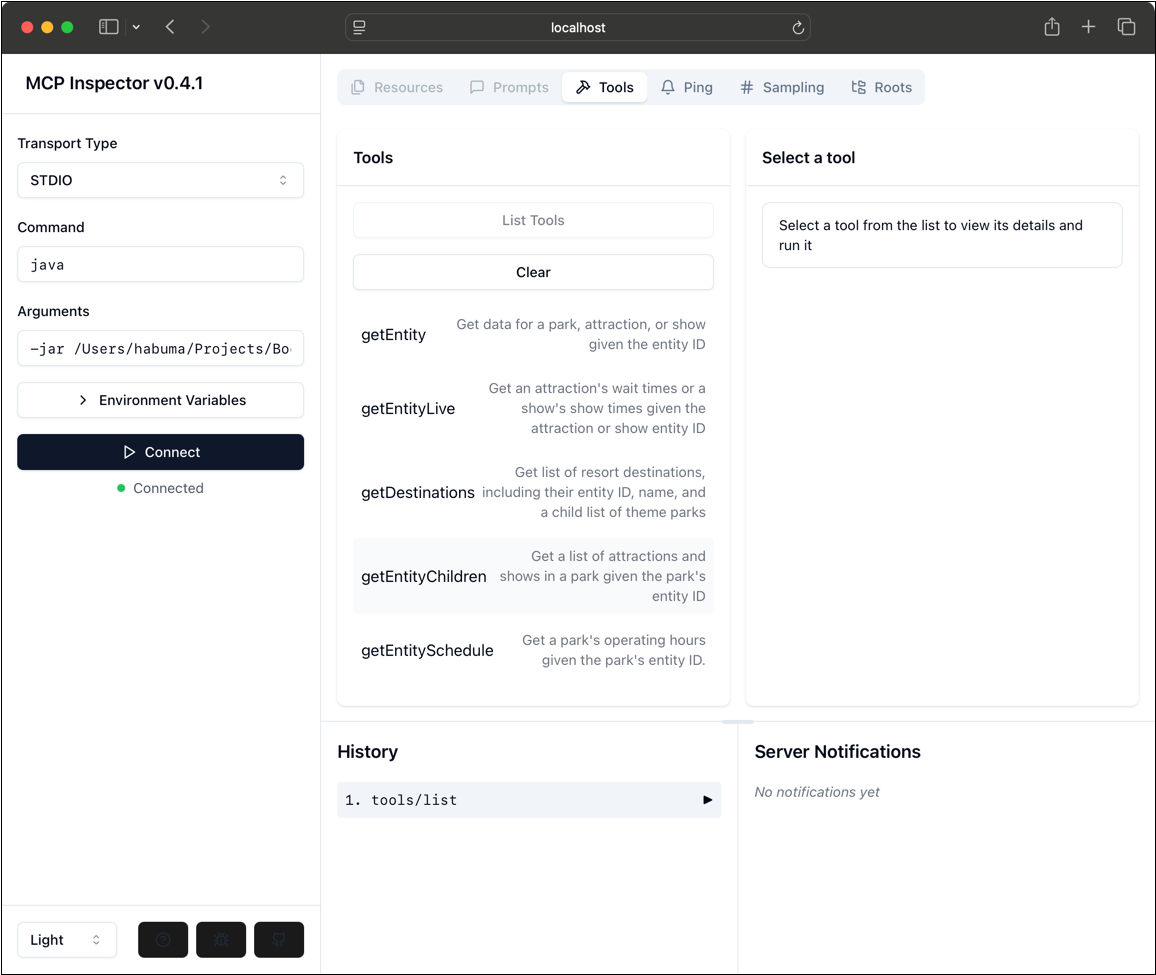 localhost
MCP Inspector v0.4.1
Transport Type
STDIO
Command
java
Arguments
-jar /Users/habuma/Projects/Bo
Environment Variables
Connect
Connected
Light
Resources
Prompts
Tools
Ping
Sampling
Roots
Tools
List Tools
Clear
getEntity
Get data for a park, attraction, or show
given the entity ID
getEntityLive
Get an attraction's wait times or a
show's show times given the
attraction or show entity ID
getDestinations
Get list of resort destinations,
including their entity ID, name, and
a child list of theme parks
getEntityChildren
Get a list of attractions and
shows in a park given the park's
entity ID
getEntitySchedule
Get a park's operating hours
given the park's entity ID.
Select a tool
Select a tool from the list to view its details and
run it
History
1. tools/list
Server Notifications
No notifications yet